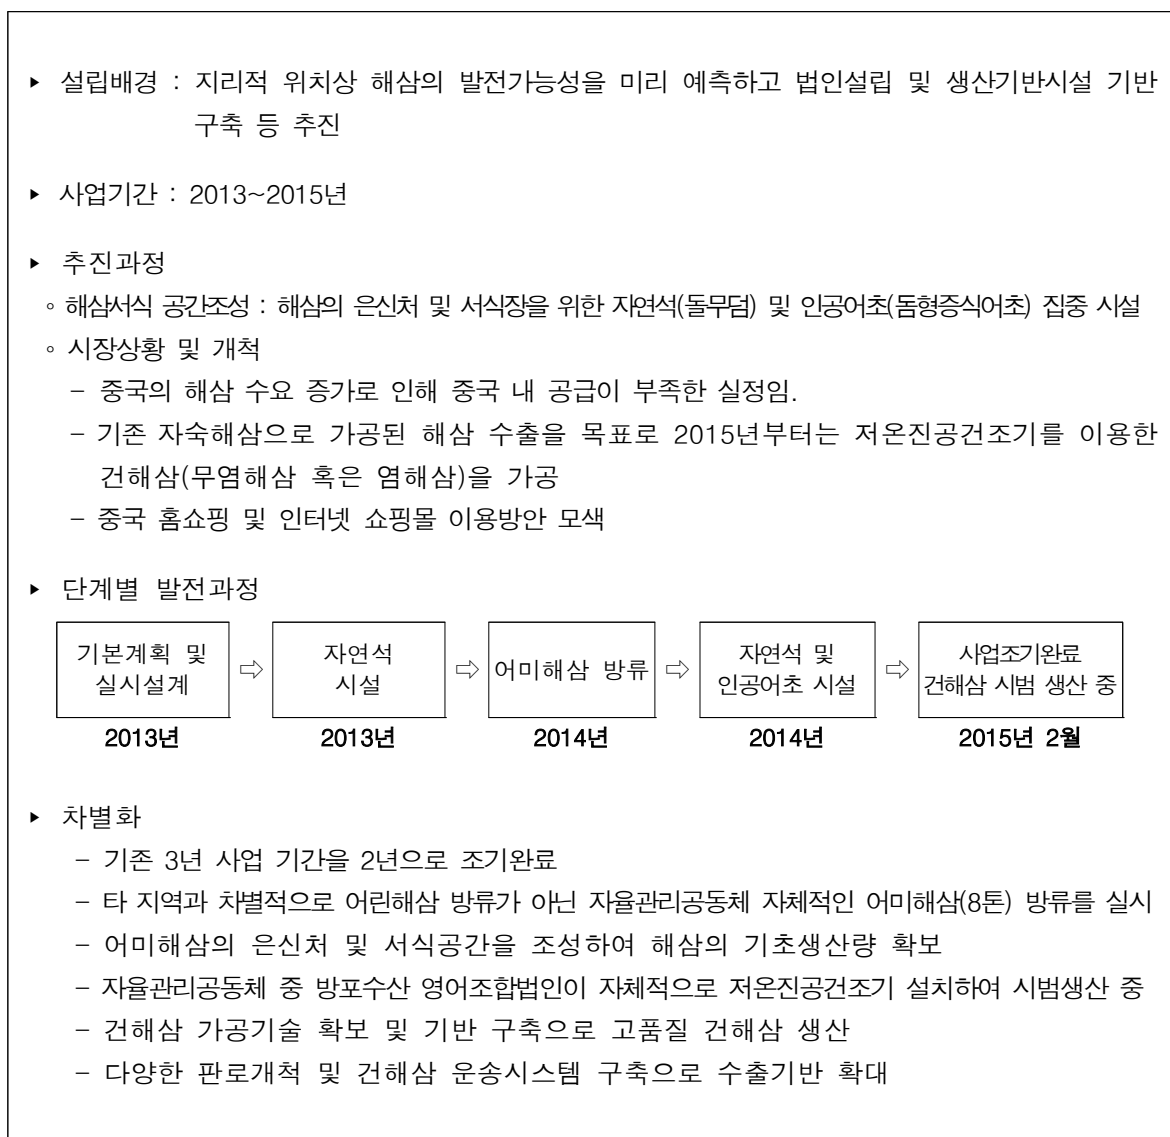 ▸ 설립배경 : 지리적 위치상 해삼의 발전가능성을 미리 예측하고 법인설립 및 생산기반시설 기반
구축 등 추진
▸ 사업기간 : 2013~2015년
▸ 추진과정
◦ 해삼서식 공간조성 : 해삼의 은신처 및 서식장을 위한 자연석(돌무덤) 및 인공어초(돔형증식어초) 집중 시설
◦ 시장상황 및 개척
– 중국의 해삼 수요 증가로 인해 중국 내 공급이 부족한 실정임.
– 기존 자숙해삼으로 가공된 해삼 수출을 목표로 2015년부터는 저온진공건조기를 이용한
건해삼(무염해삼 혹은 염해삼)을 가공
– 중국 홈쇼핑 및 인터넷 쇼핑몰 이용방안 모색
▸ 단계별 발전과정
기본계획 및
실시설계
2013년
⇨
자연석
시설
2013년
⇨
어미해삼 방류
2014년
⇨
자연석 및
인공어초 시설
2014년
⇨
사업조기완료
건해삼 시범 생산 중
2015년 2월
▸ 차별화
– 기존 3년 사업 기간을 2년으로 조기완료
– 타 지역과 차별적으로 어린해삼 방류가 아닌 자율관리공동체 자체적인 어미해삼(8톤) 방류를 실시
– 어미해삼의 은신처 및 서식공간을 조성하여 해삼의 기초생산량 확보
– 자율관리공동체 중 방포수산 영어조합법인이 자체적으로 저온진공건조기 설치하여 시범생산 중
– 건해삼 가공기술 확보 및 기반 구축으로 고품질 건해삼 생산
– 다양한 판로개척 및 건해삼 운송시스템 구축으로 수출기반 확대